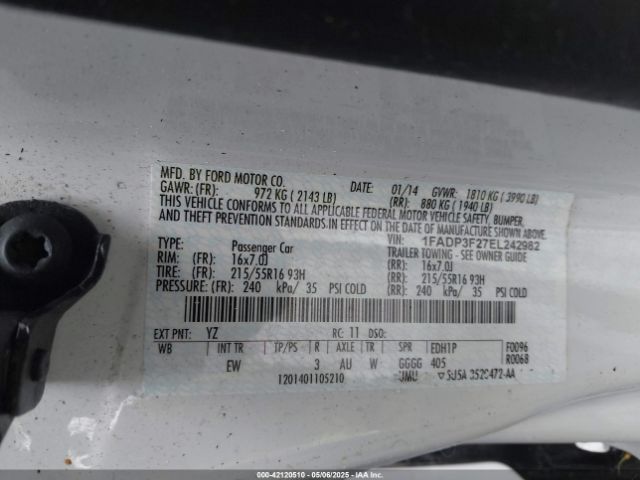 MFD. BY FORD MOTOR CO.
DATE: 01/14 GVWR: 1810 KG ( 3990 LB)
GAWR: (FR): 972 KG ( 2143 LB) (RR): 880 KG ( 1940 LB)
THIS VEHICLE CONFORMS TO ALL APPLICABLE FEDERAL MOTOR VEHICLE SAFETY, BUMPER,
AND THEFT PREVENTION STANDARDS IN EFFECT ON THE DATE OF MANUFACTURE SHOWN ABOVE.
VIN: 1FADP3F27EL242982
TYPE: Passenger Car TRAILER TOWING - SEE OWNER GUIDE
RIM: (FR): 16x7.0J (RR): 16x7.0J
TIRE: (FR): 215/55R16 93H (RR): 215/55R16 93H
PRESSURE: (FR): 240 kPa/ 35 PSI COLD (RR): 240 kPa/ 35 PSI COLD
EXT PNT: YZ RC: 11 DSO:
WB INT TR TP/PS R AXLE TR SPR EDH1P F0096
EW 3 AU W GGGG 405 R0068
1201401105210
000-42120510 - 05/06/2025 - IAAI.com